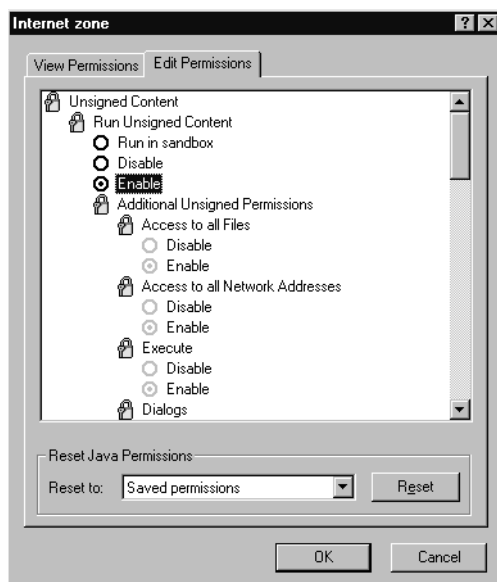 Internet zone
View Permissions Edit Permissions
Unsigned Content
Run Unsigned Content
Run in sandbox
Disable
Enable
Additional Unsigned Permissions
Access to all Files
Disable
Enable
Access to all Network Addresses
Disable
Enable
Execute
Disable
Enable
Dialogs
Reset Java Permissions
Reset to: Saved permissions Reset
OK Cancel